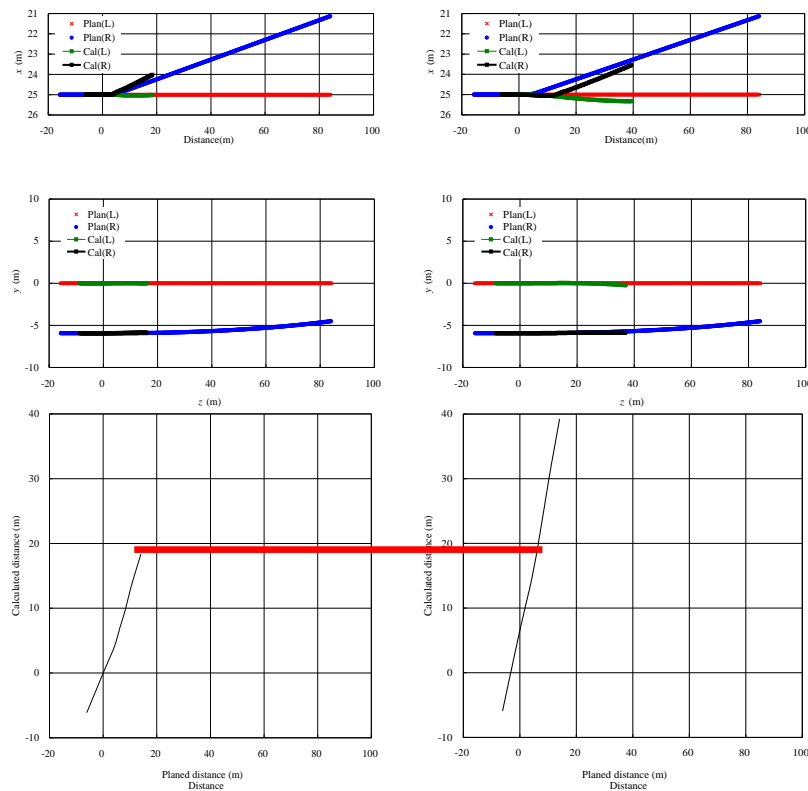 21
22
23
24
25
26
x (m)
Plan(L)
Plan(R)
Cal(L)
Cal(R)
-20 0 20 40 60 80 100
Distance(m)
21
22
23
24
25
26
x (m)
Plan(L)
Plan(R)
Cal(L)
Cal(R)
-20 0 20 40 60 80 100
Distance(m)
10
5
0
-5
-10
y (m)
Plan(L)
Plan(R)
Cal(L)
Cal(R)
-20 0 20 40 60 80 100
z (m)
10
5
0
-5
-10
y (m)
Plan(L)
Plan(R)
Cal(L)
Cal(R)
-20 0 20 40 60 80 100
z (m)
40
30
20
10
0
-10
Calculated distance (m)
-20 0 20 40 60 80 100
Planed distance (m)
Distance
40
30
20
10
0
-10
Calculated distance (m)
-20 0 20 40 60 80 100
Planed distance (m)
Distance